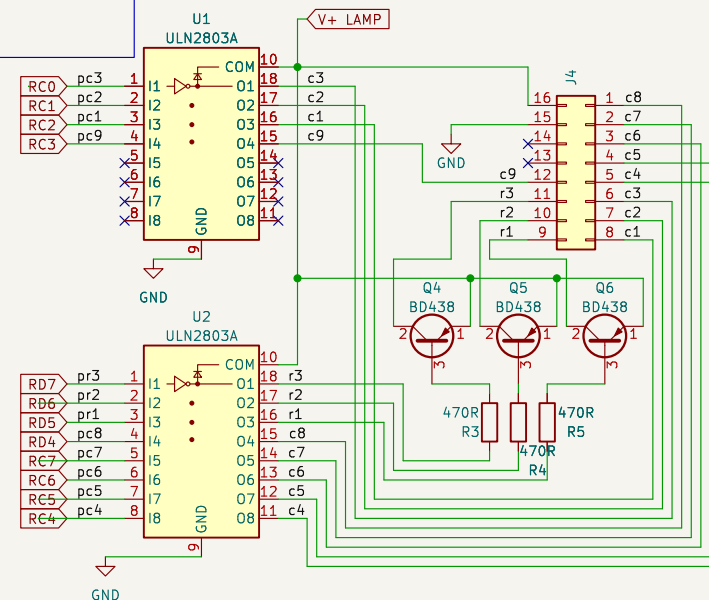 V+ LAMP
U1
ULN2803A
RC0 pc3 1 I1 COM 10
RC1 pc2 2 I2 O1 18 c3
RC2 pc1 3 I3 O2 17 c2
RC3 pc9 4 I4 O3 16 c1
5 I5 O4 15 c9
6 I6 O5 14
7 I7 O6 13
8 I8 O7 12
O8 11
GND
9
GND
J4
16 1 c8
15 2 c7
14 3 c6
13 4 c5
c9 12 5 c4
r3 11 6 c3
r2 10 7 c2
r1 9 8 c1
GND
Q4
BD438
2 1
3
Q5
BD438
2 1
3
Q6
BD438
2 1
3
470R
R3
470R
R4
470R
R5
U2
ULN2803A
RD7 pr3 1 I1 COM 10
RD6 pr2 2 I2 O1 18 r3
RD5 pr1 3 I3 O2 17 r2
RD4 pc8 4 I4 O3 16 r1
RC7 pc7 5 I5 O4 15 c8
RC6 pc6 6 I6 O5 14 c7
RC5 pc5 7 I7 O6 13 c6
RC4 pc4 8 I8 O7 12 c5
O8 11 c4
GND
9
GND